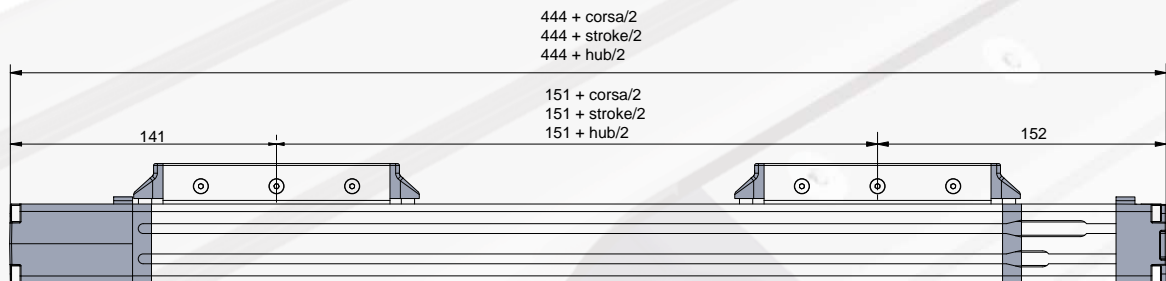 444 + corsa/2
444 + stroke/2
444 + hub/2
151 + corsa/2
151 + stroke/2
141
151 + hub/2
152